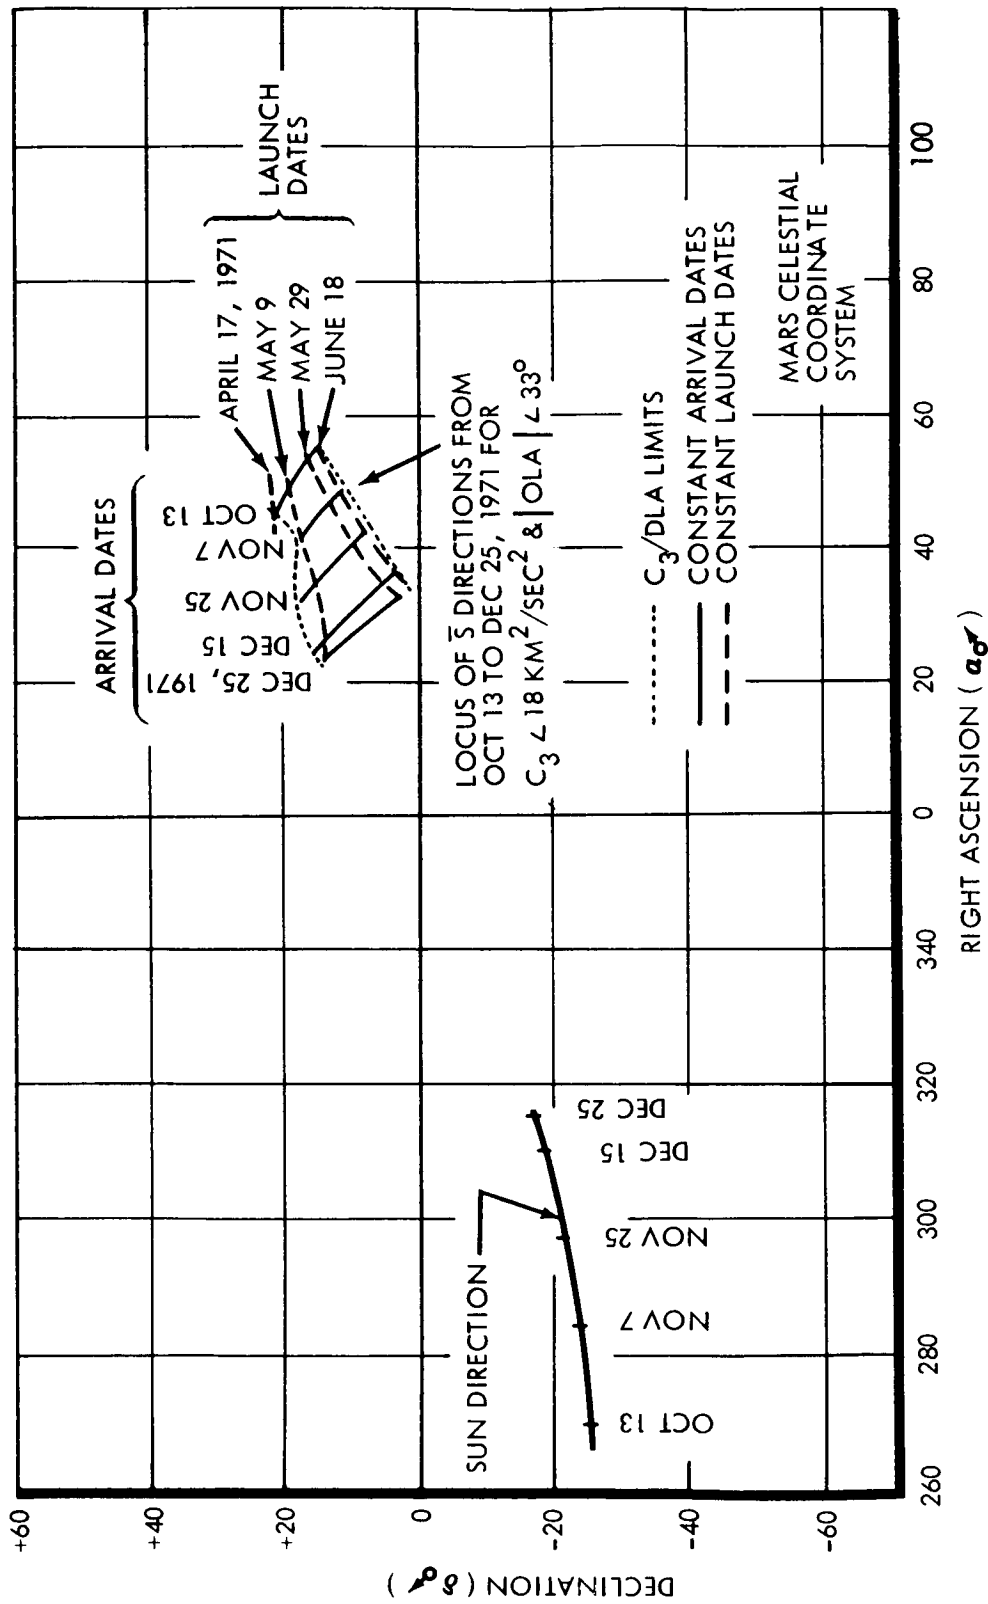 ARRIVAL DATES
DEC 25, 1971
DEC 15
NOV 25
NOV 7
OCT 13
APRIL 17, 1971
MAY 9
MAY 29
JUNE 18
LAUNCH
DATES
LOCUS OF S̄ DIRECTIONS FROM
OCT 13 TO DEC 25, 1971 FOR
C₃ ∠ 18 KM²/SEC² & |OLA| ∠ 33°
C₃/DLA LIMITS
CONSTANT ARRIVAL DATES
CONSTANT LAUNCH DATES
MARS CELESTIAL
COORDINATE
SYSTEM
SUN DIRECTION
OCT 13
NOV 7
NOV 25
DEC 15
DEC 25
DECLINATION (δ♂)
+60
+40
+20
0
-20
-40
-60
260
280
300
320
340
0
20
40
60
80
100
RIGHT ASCENSION (α♂)